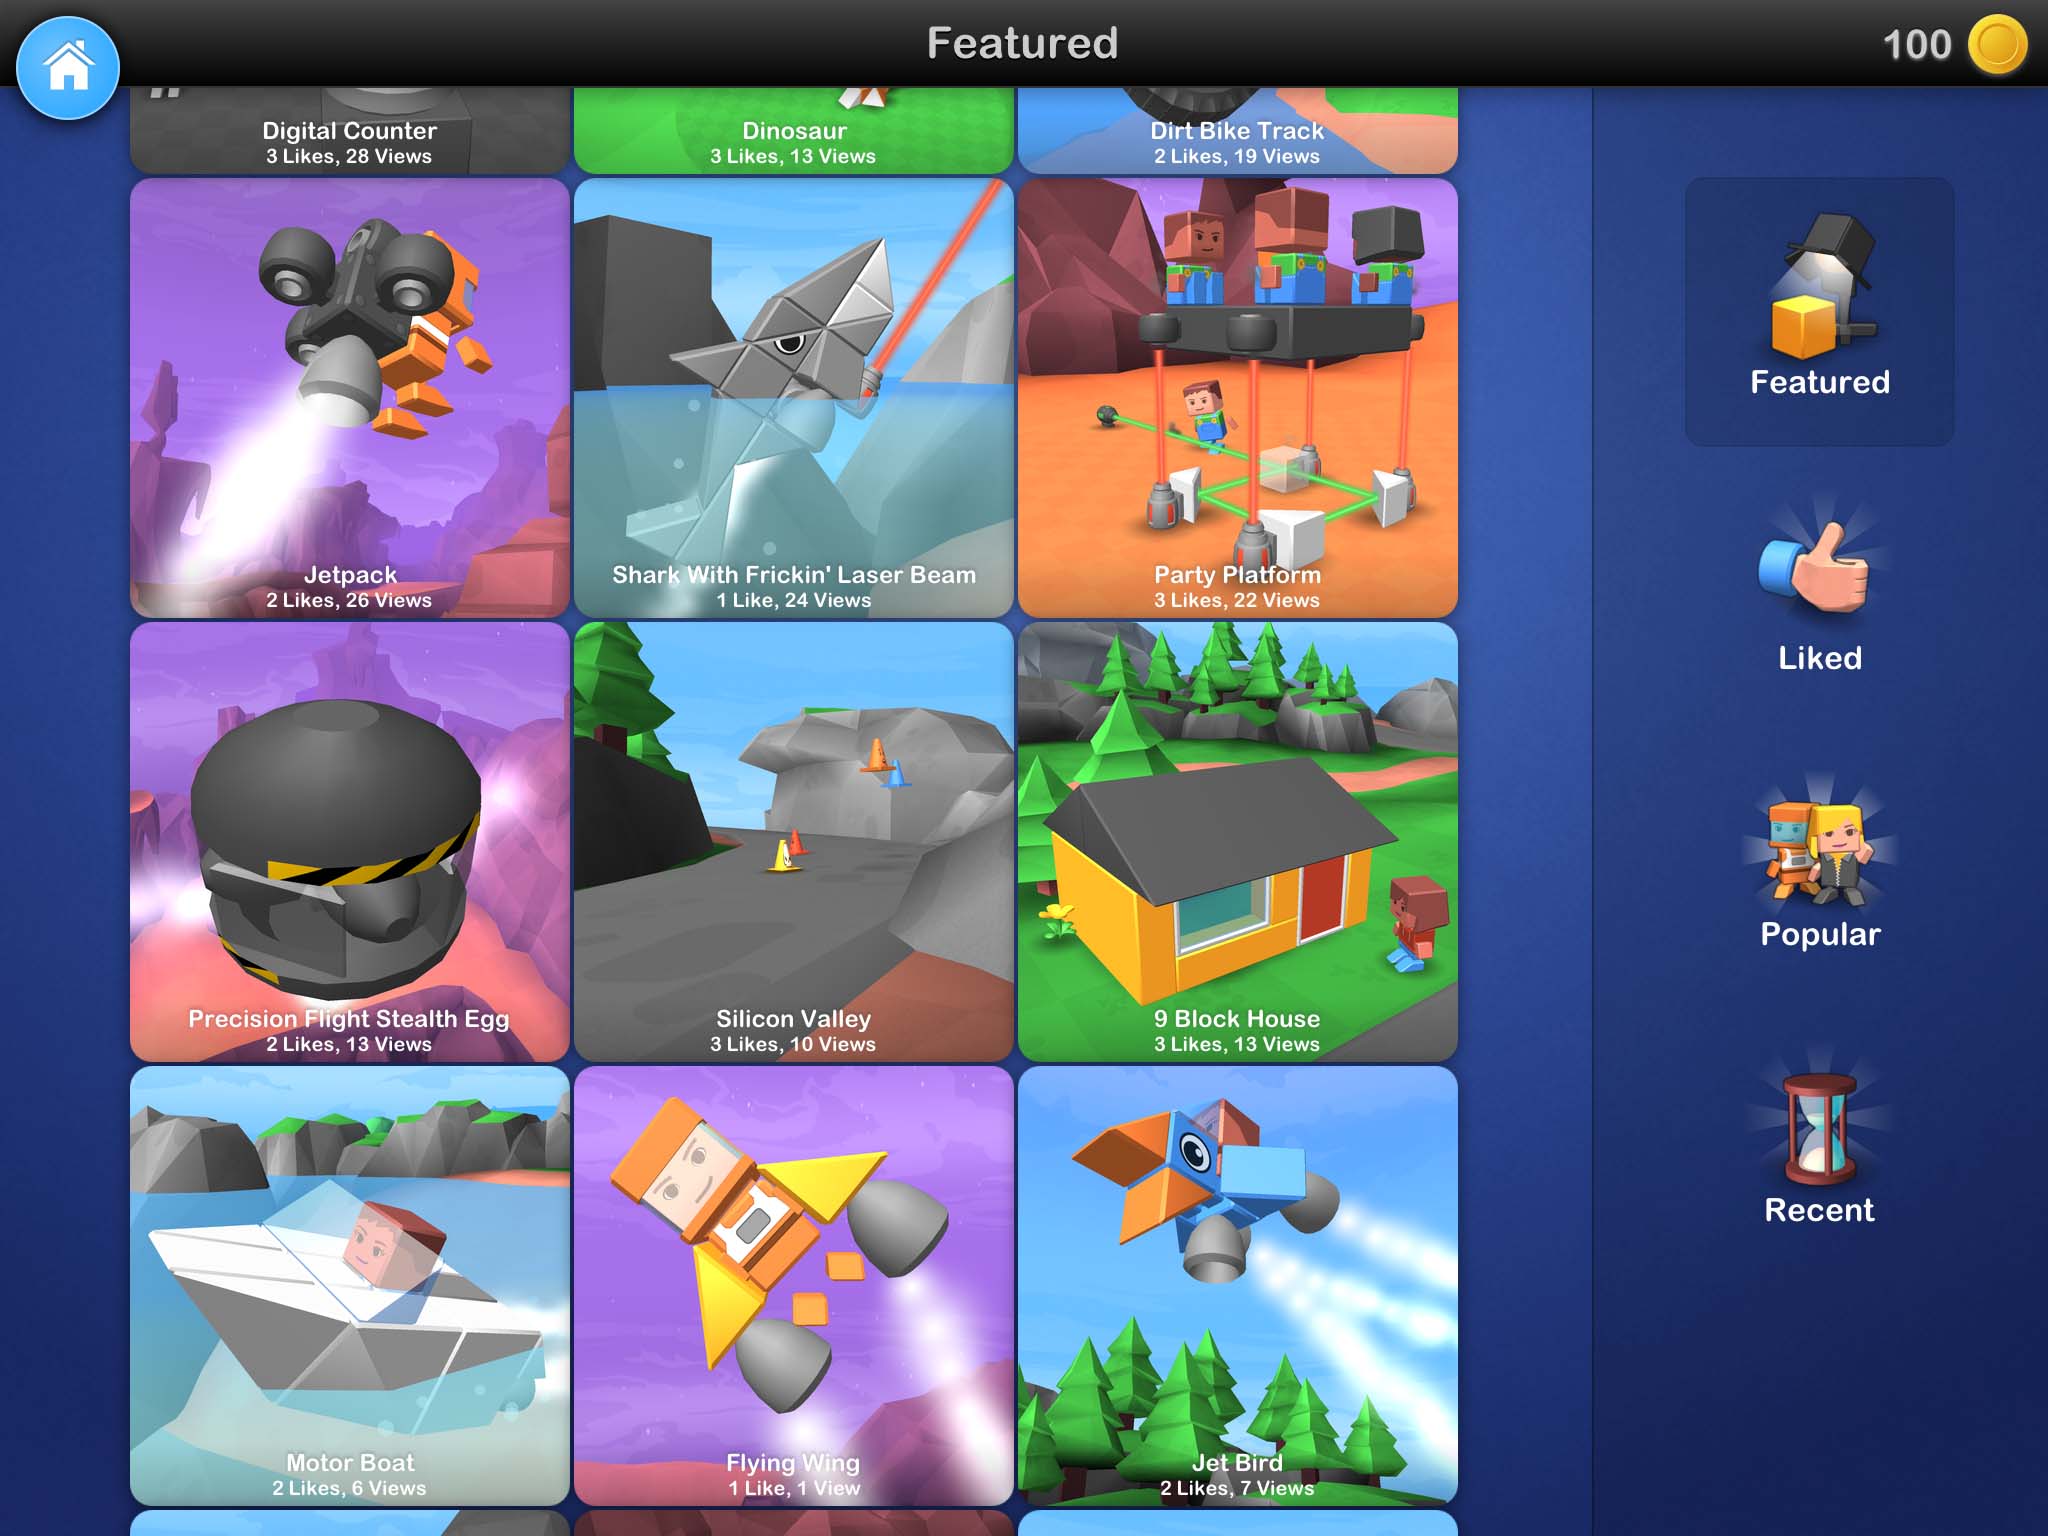 Featured
100
Digital Counter
3 Likes, 28 Views
Dinosaur
3 Likes, 13 Views
Dirt Bike Track
2 Likes, 19 Views
Jetpack
2 Likes, 26 Views
Shark With Frickin' Laser Beam
1 Like, 24 Views
Party Platform
3 Likes, 22 Views
Precision Flight Stealth Egg
2 Likes, 13 Views
Silicon Valley
3 Likes, 10 Views
9 Block House
3 Likes, 13 Views
Motor Boat
2 Likes, 6 Views
Flying Wing
1 Like, 1 View
Jet Bird
2 Likes, 7 Views
Featured
Liked
Popular
Recent